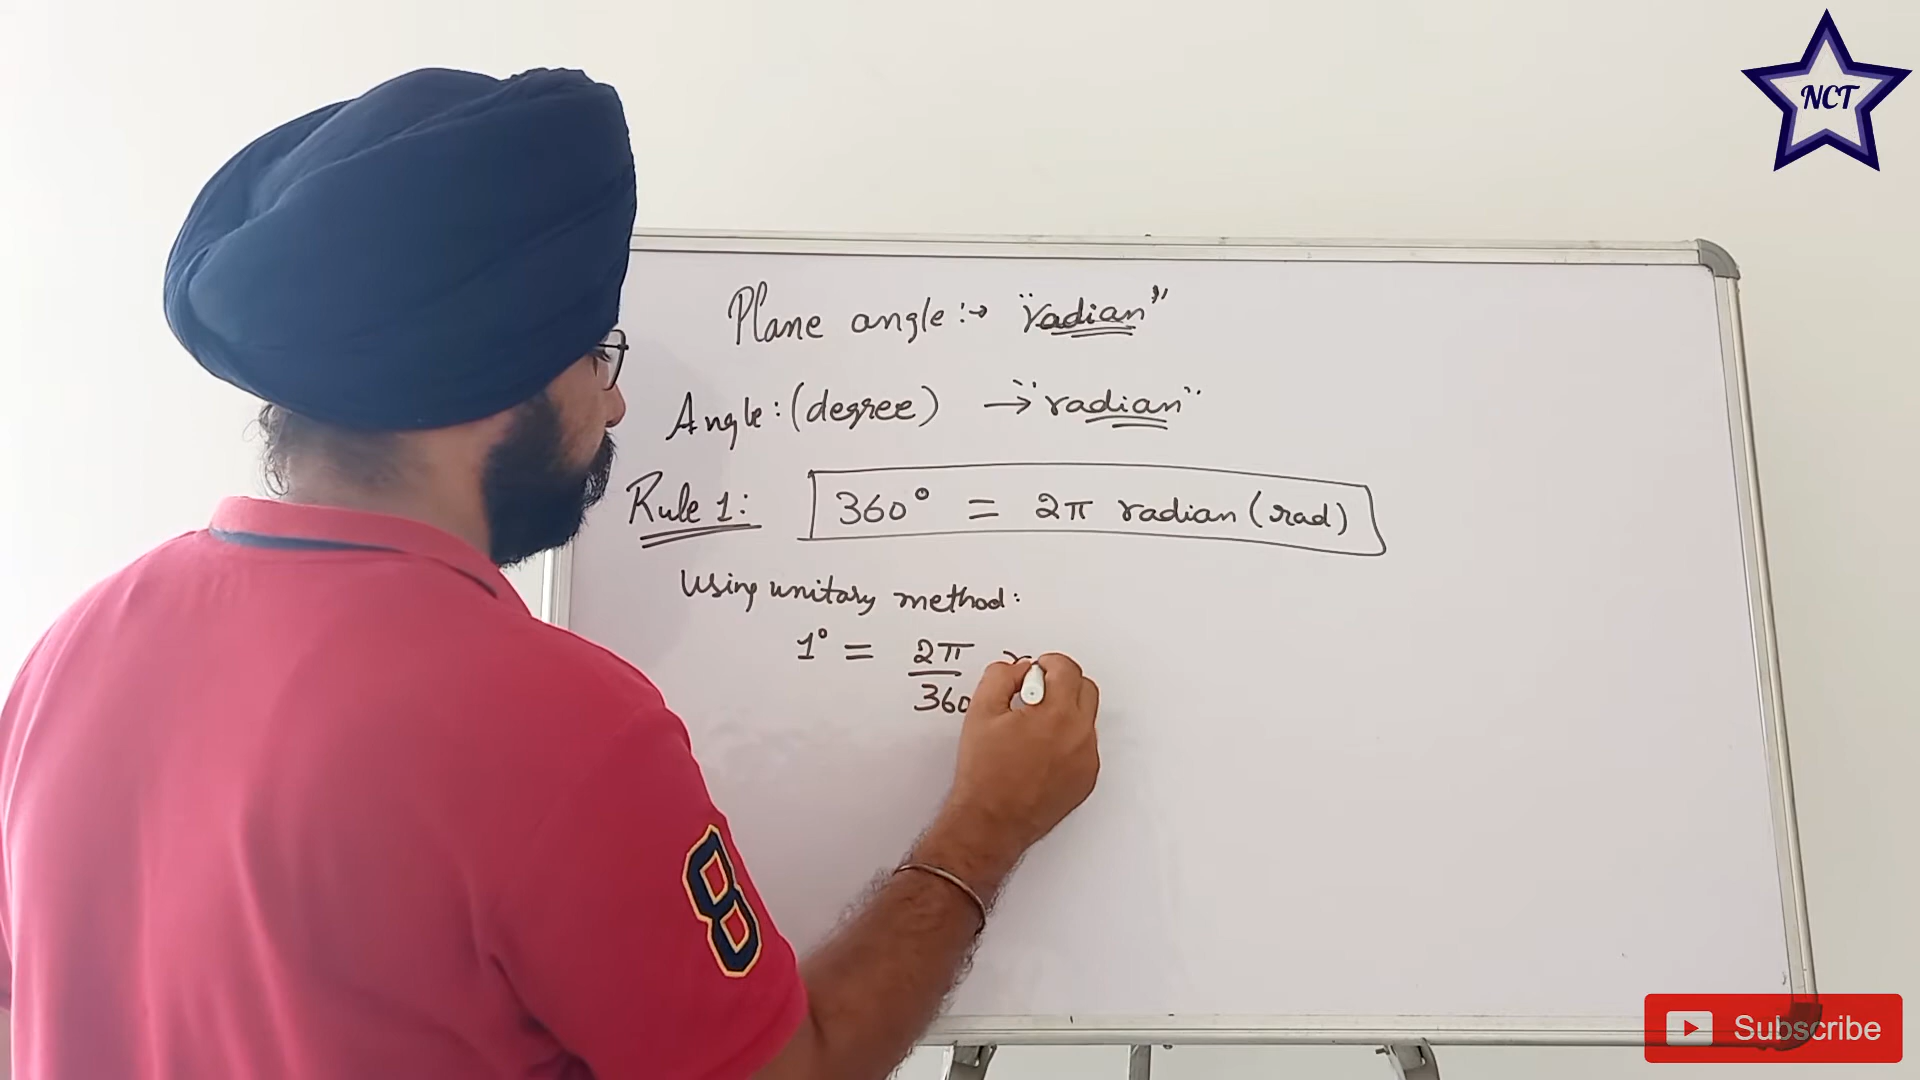 NCT
Plane angle :→ "radian"
Angle : (degree) → "radian"
Rule 1: 360° = 2π radian (rad)
Using unitary method:
1° = 2π/360 r
8
Subscribe